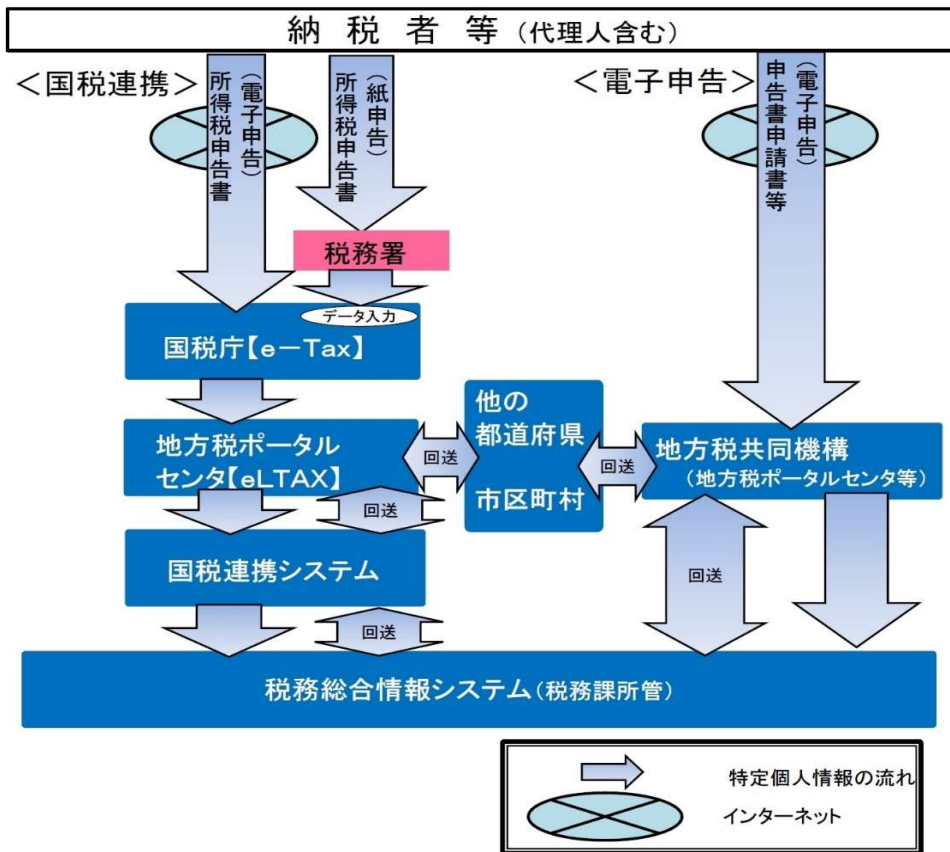 納税者等(代理人含む)
<国税連携>
(電子申告)
所得税申告書
(紙申告)
所得税申告書
<電子申告>
(電子申告)
申告書申請書等
税務署
データ入力
国税庁【e-Tax】
地方税ポータル
センタ【eLTAX】
回送
他の
都道府県
市区町村
回送
地方税共同機構
(地方税ポータルセンタ等)
回送
国税連携システム
回送
回送
税務総合情報システム(税務課所管)
特定個人情報の流れ
インターネット